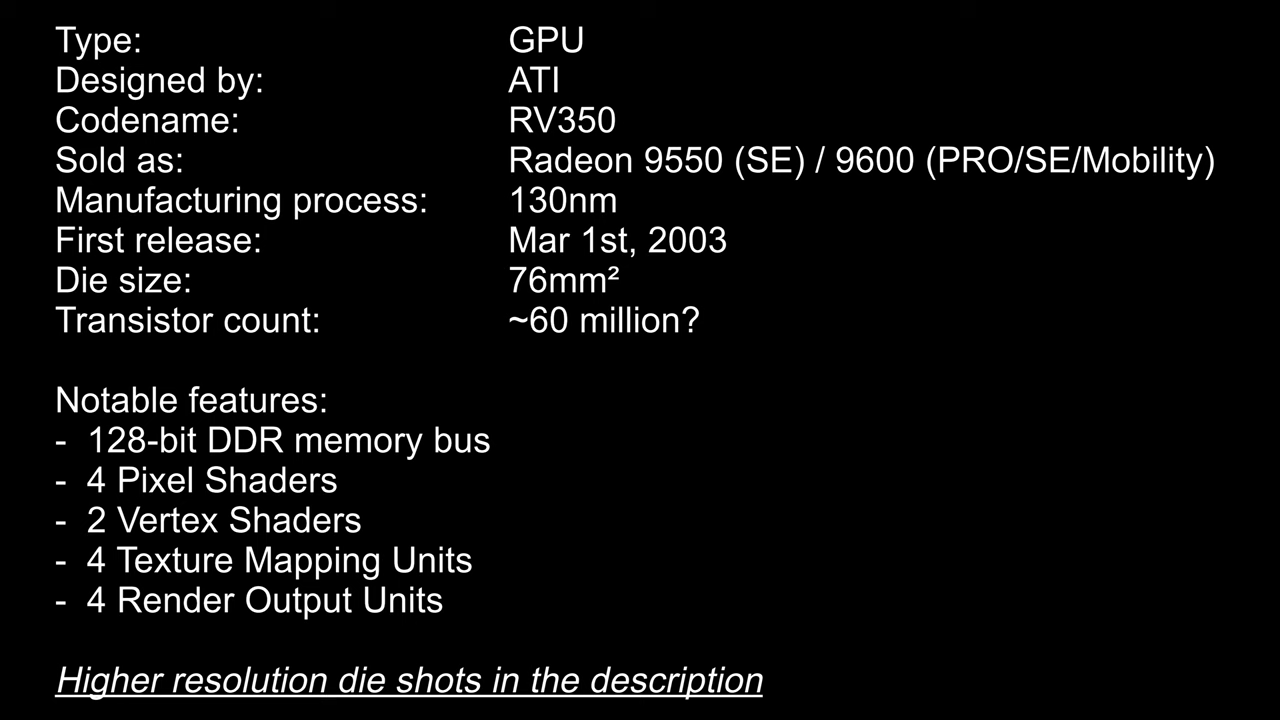 Type: GPU
Designed by: ATI
Codename: RV350
Sold as: Radeon 9550 (SE) / 9600 (PRO/SE/Mobility)
Manufacturing process: 130nm
First release: Mar 1st, 2003
Die size: 76mm²
Transistor count: ~60 million?
Notable features:
- 128-bit DDR memory bus
- 4 Pixel Shaders
- 2 Vertex Shaders
- 4 Texture Mapping Units
- 4 Render Output Units
Higher resolution die shots in the description